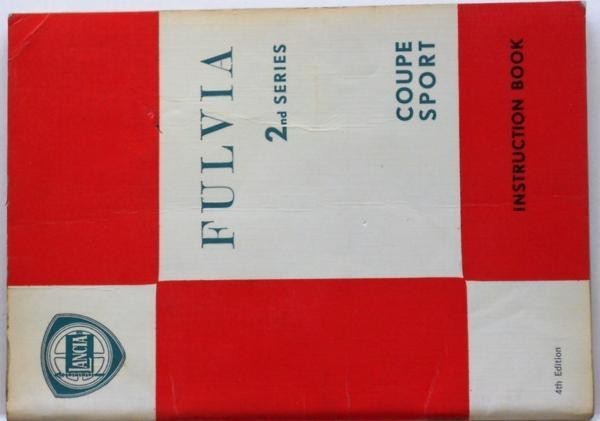 LANCIA
FULVIA
2nd SERIES
COUPE
SPORT
INSTRUCTION BOOK
4th Edition